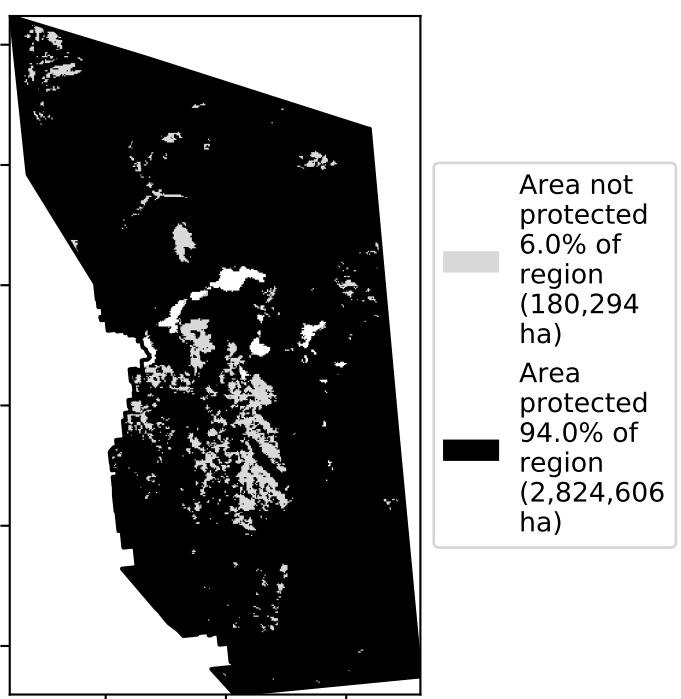 Area not
protected
6.0% of
region
(180,294
ha)
Area
protected
94.0% of
region
(2,824,606
ha)